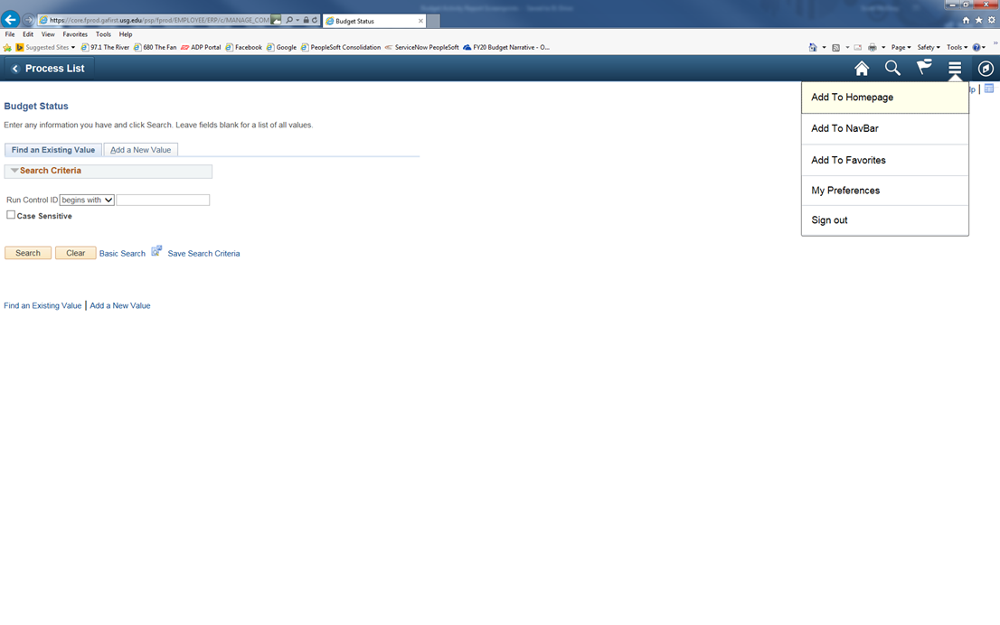 https://core.fprod.gafirst.usg.edu/psp/fprod/EMPLOYEE/ERP/c/MANAGE_COM
Budget Status
File Edit View Favorites Tools Help
Suggested Sites 97.1 The River 680 The Fan ADP Portal Facebook Google PeopleSoft Consolidation ServiceNow PeopleSoft FY20 Budget Narrative - O...
Page Safety Tools
Process List
Budget Status
Enter any information you have and click Search. Leave fields blank for a list of all values.
Find an Existing Value Add a New Value
Search Criteria
Run Control ID begins with
Case Sensitive
Search Clear Basic Search Save Search Criteria
Find an Existing Value | Add a New Value
Add To Homepage
Add To NavBar
Add To Favorites
My Preferences
Sign out